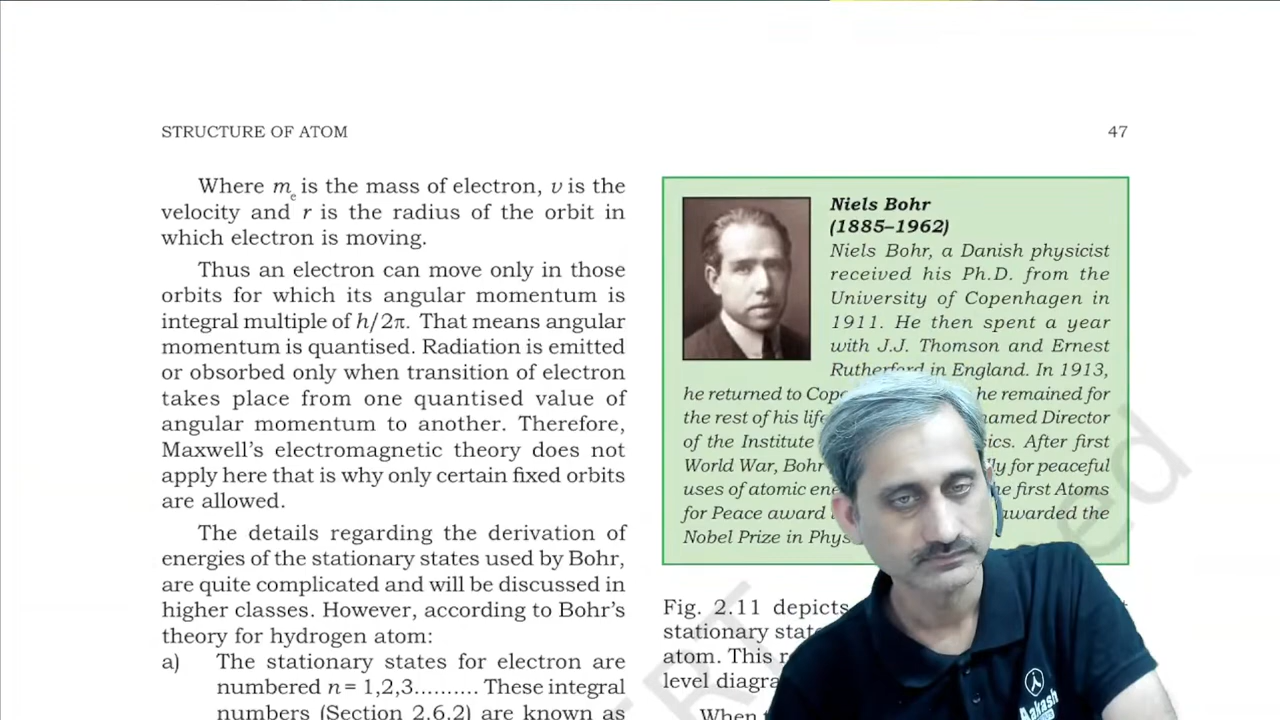 STRUCTURE OF ATOM
47
Where mₑ is the mass of electron, υ is the
velocity and r is the radius of the orbit in
which electron is moving.
Thus an electron can move only in those
orbits for which its angular momentum is
integral multiple of h/2π. That means angular
momentum is quantised. Radiation is emitted
or obsorbed only when transition of electron
takes place from one quantised value of
angular momentum to another. Therefore,
Maxwell's electromagnetic theory does not
apply here that is why only certain fixed orbits
are allowed.
The details regarding the derivation of
energies of the stationary states used by Bohr,
are quite complicated and will be discussed in
higher classes. However, according to Bohr's
theory for hydrogen atom:
a) The stationary states for electron are
numbered n = 1,2,3.......... These integral
numbers (Section 2.6.2) are known as
Niels Bohr
(1885–1962)
Niels Bohr, a Danish physicist
received his Ph.D. from the
University of Copenhagen in
1911. He then spent a year
with J.J. Thomson and Ernest
Rutherford in England. In 1913,
he returned to he remained for
the rest of his life named Director
of the Institute After first
World War, Bohr for peaceful
uses of atomic first Atoms
for Peace award awarded the
Nobel Prize in
Fig. 2.11 depicts
stationary
atom. This
level
When
Aakash